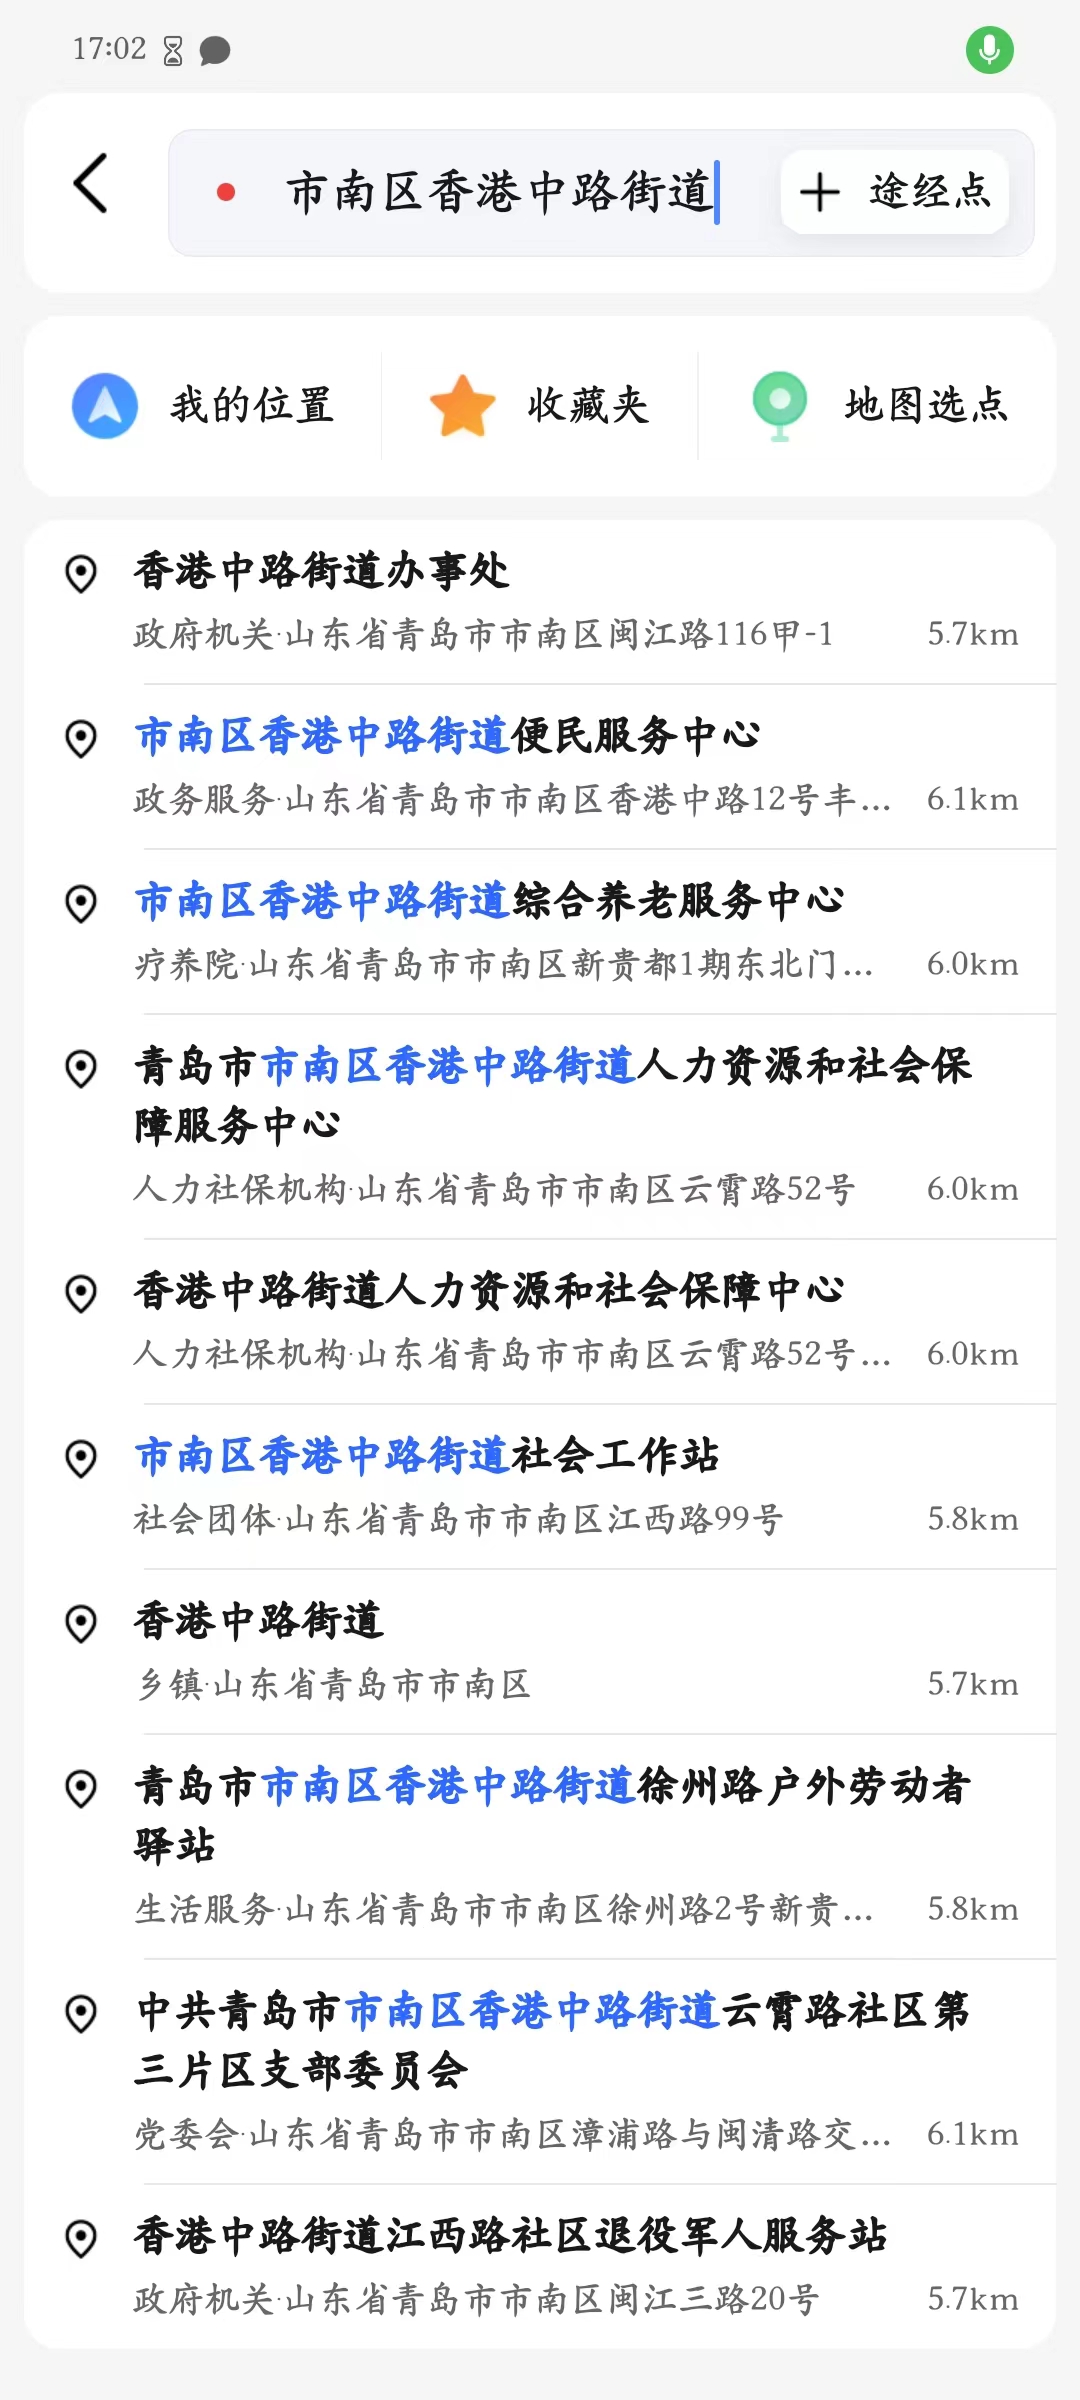 17:02
市南区香港中路街道
途经点
我的位置
收藏夹
地图选点
香港中路街道办事处
政府机关·山东省青岛市市南区闽江路116甲-1 5.7km
市南区香港中路街道便民服务中心
政务服务·山东省青岛市市南区香港中路12号丰... 6.1km
市南区香港中路街道综合养老服务中心
疗养院·山东省青岛市市南区新贵都1期东北门... 6.0km
青岛市市南区香港中路街道人力资源和社会保
障服务中心
人力社保机构·山东省青岛市市南区云霄路52号 6.0km
香港中路街道人力资源和社会保障中心
人力社保机构·山东省青岛市市南区云霄路52号... 6.0km
市南区香港中路街道社会工作站
社会团体·山东省青岛市市南区江西路99号 5.8km
香港中路街道
乡镇·山东省青岛市市南区 5.7km
青岛市市南区香港中路街道徐州路户外劳动者
驿站
生活服务·山东省青岛市市南区徐州路2号新贵... 5.8km
中共青岛市市南区香港中路街道云霄路社区第
三片区支部委员会
党委会·山东省青岛市市南区漳浦路与闽清路交... 6.1km
香港中路街道江西路社区退役军人服务站
政府机关·山东省青岛市市南区闽江三路20号 5.7km